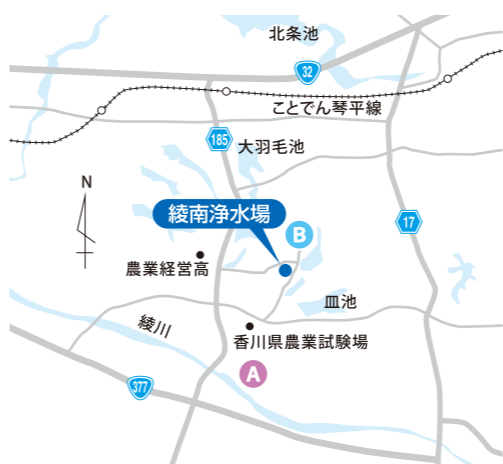 北条池
32
ことでん琴平線
185
大羽毛池
N
綾南浄水場
B
17
農業経営高
皿池
綾川
香川県農業試験場
A
377